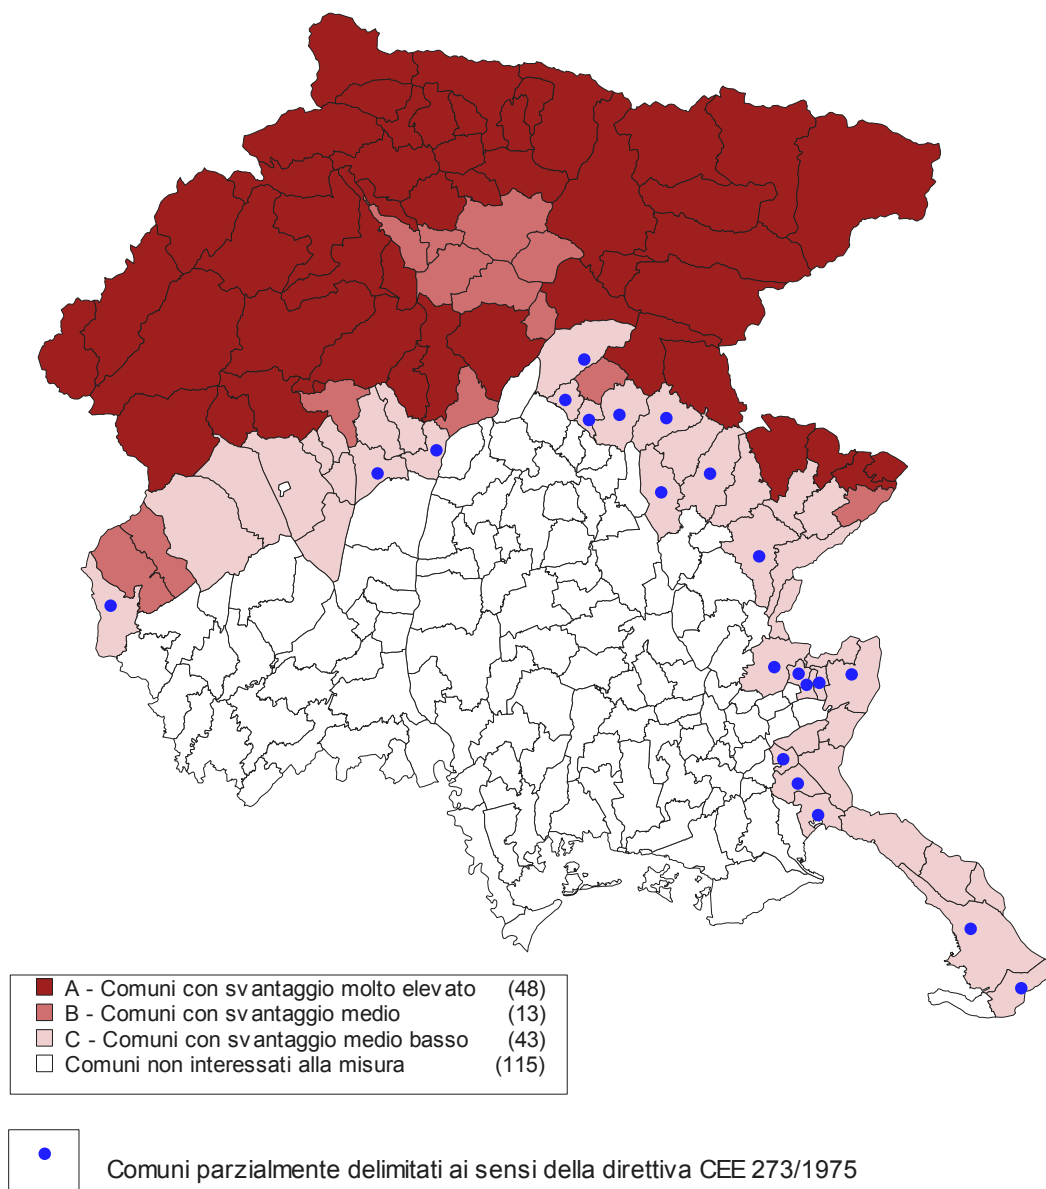 A - Comuni con svantaggio molto elevato (48)
B - Comuni con svantaggio medio (13)
C - Comuni con svantaggio medio basso (43)
Comuni non interessati alla misura (115)
Comuni parzialmente delimitati ai sensi della direttiva CEE 273/1975